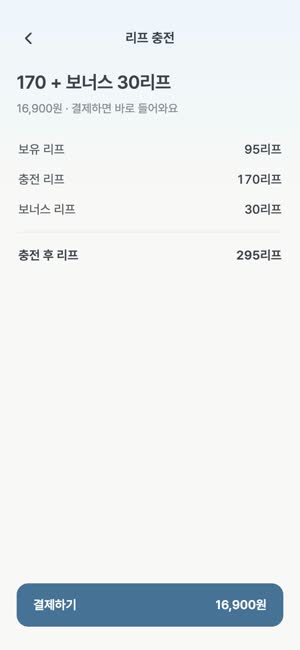 리프 충전
170 + 보너스 30리프
16,900원 · 결제하면 바로 들어와요
보유 리프 95리프
충전 리프 170리프
보너스 리프 30리프
충전 후 리프 295리프
결제하기 16,900원